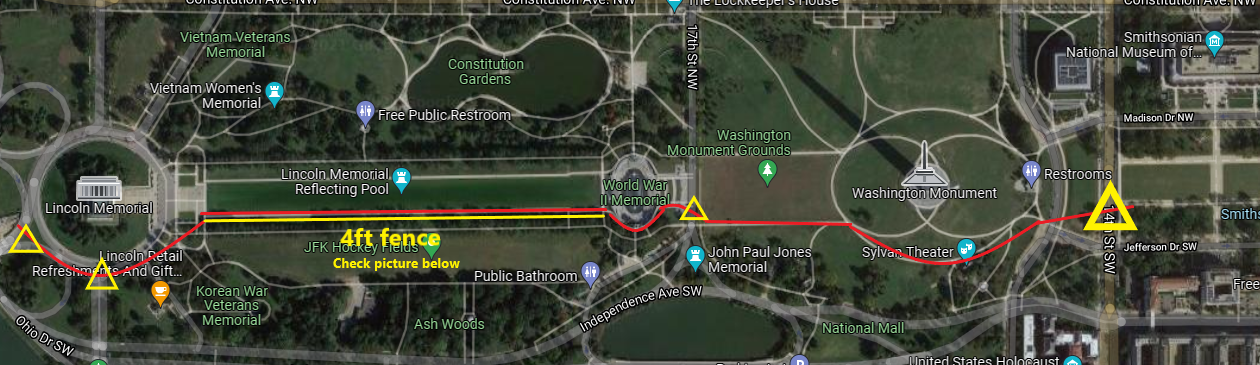 Constitution Ave. NW
Constitution Ave. NW
The Lockkeeper's House
Constitution Ave. NW
Vietnam Veterans
Memorial
17th St NW
Smithsonian
National Museum of...
Constitution
Gardens
Vietnam Women's
Memorial
Free Public Restroom
Madison Dr NW
Washington
Monument Grounds
Lincoln Memorial
Reflecting Pool
World War
II Memorial
Restrooms
Washington Monument
Lincoln Memorial
14th St SW
Smiths
4ft fence
JFK Hockey Fields
Check picture below
Jefferson Dr SW
Lincoln Retail
Refreshments And Gift...
Sylvan Theater
John Paul Jones
Memorial
Public Bathroom
Korean War
Veterans
Memorial
Independence Ave SW
Free
Ohio Dr SW
Ash Woods
National Mall
United States Holocaust
P